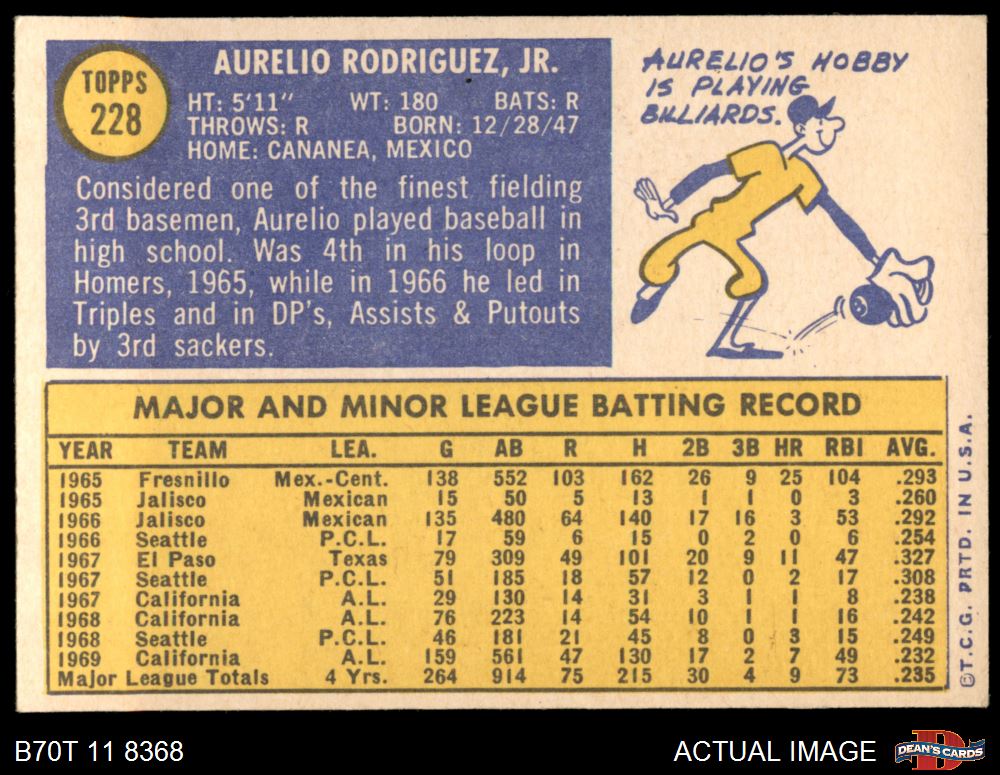 TOPPS
228
AURELIO RODRIGUEZ, JR.
HT: 5'11" WT: 180 BATS: R
THROWS: R BORN: 12/28/47
HOME: CANANEA, MEXICO
Considered one of the finest fielding
3rd basemen, Aurelio played baseball in
high school. Was 4th in his loop in
Homers, 1965, while in 1966 he led in
Triples and in DP's, Assists & Putouts
by 3rd sackers.
AURELIO'S HOBBY
IS PLAYING
BILLIARDS.
MAJOR AND MINOR LEAGUE BATTING RECORD
YEAR TEAM LEA. G AB R H 2B 3B HR RBI AVG.
1965 Fresnillo Mex.-Cent. 138 552 103 162 26 9 25 104 .293
1965 Jalisco Mexican 15 50 5 13 1 1 0 3 .260
1966 Jalisco Mexican 135 480 64 140 17 16 3 53 .292
1966 Seattle P.C.L. 17 59 6 15 0 2 0 6 .254
1967 El Paso Texas 79 309 49 101 20 9 11 47 .327
1967 Seattle P.C.L. 51 185 18 57 12 0 2 17 .308
1967 California A.L. 29 130 14 31 3 1 1 8 .238
1968 California A.L. 76 223 14 54 10 1 1 16 .242
1968 Seattle P.C.L. 46 181 21 45 8 0 3 15 .249
1969 California A.L. 159 561 47 130 17 2 7 49 .232
Major League Totals 4 Yrs. 264 914 75 215 30 4 9 73 .235
©T.C.G. PRTD. IN U.S.A.
B70T 11 8368
ACTUAL IMAGE
DEAN'S CARDS